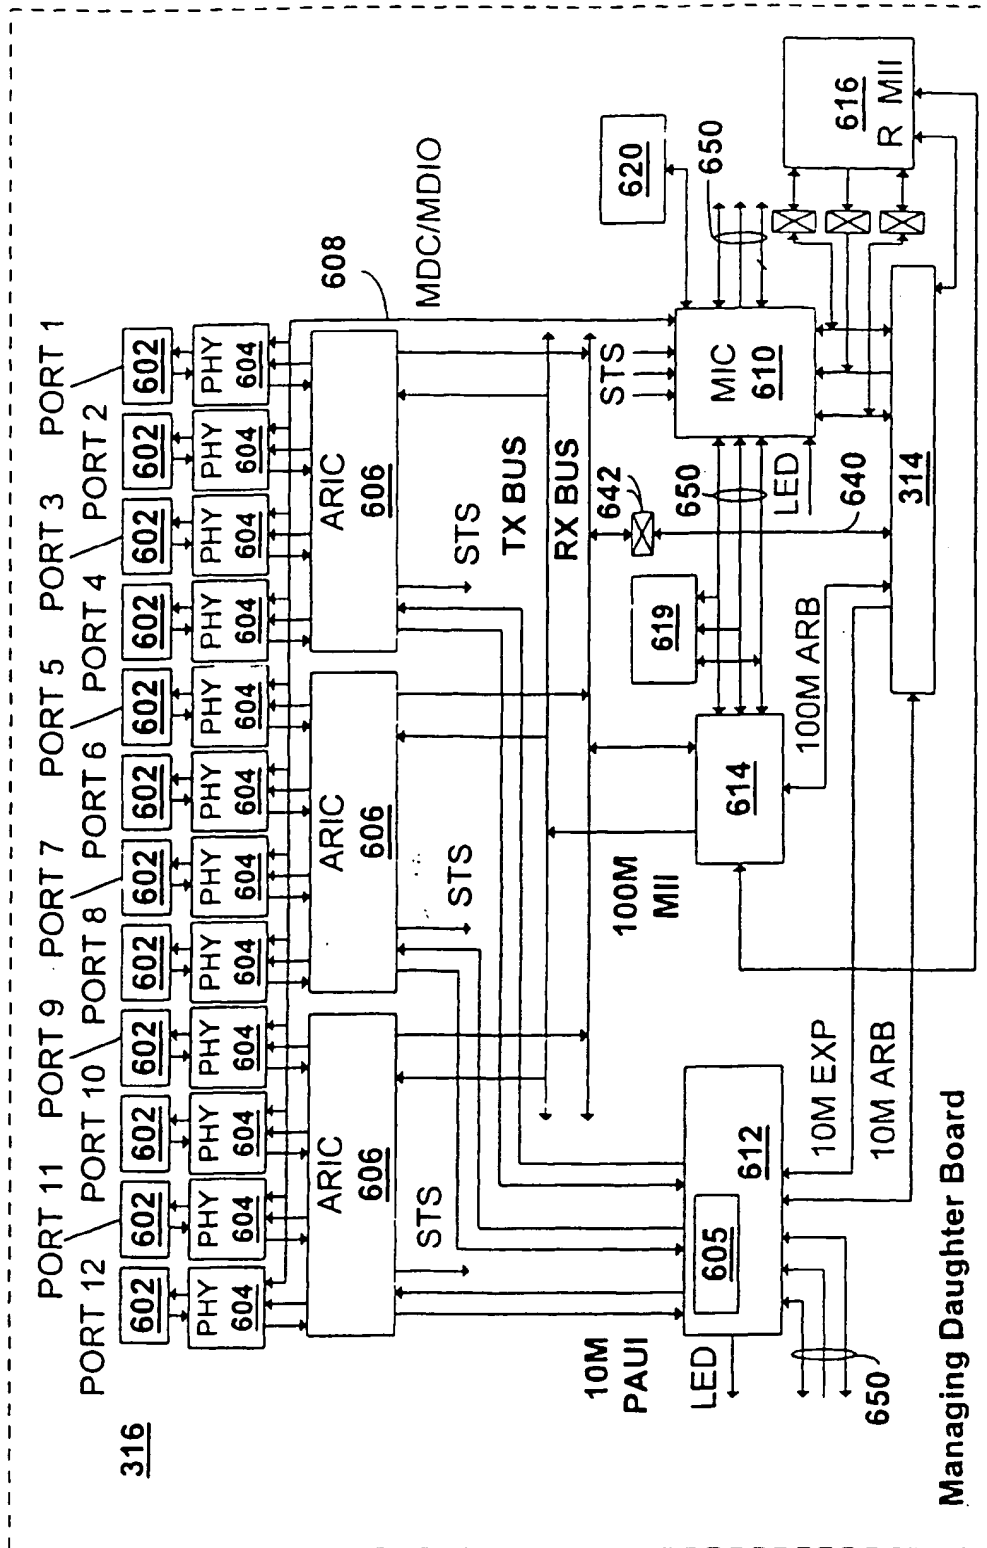 316
PORT 12
PORT 11
PORT 10
PORT 9
PORT 8
PORT 7
PORT 6
PORT 5
PORT 4
PORT 3
PORT 2
PORT 1
602
602
602
602
602
602
602
602
602
602
602
602
PHY 604
PHY 604
PHY 604
PHY 604
PHY 604
PHY 604
PHY 604
PHY 604
PHY 604
PHY 604
PHY 604
PHY 604
608
ARIC
606
ARIC
606
ARIC
606
MDC/MDIO
STS
STS
STS
TX BUS
RX BUS
10M
PAUI
LED
605
612
650
100M
MII
614
619
642
650
STS
MIC
610
LED
620
650
616
R MII
640
100M ARB
10M EXP
10M ARB
314
Managing Daughter Board